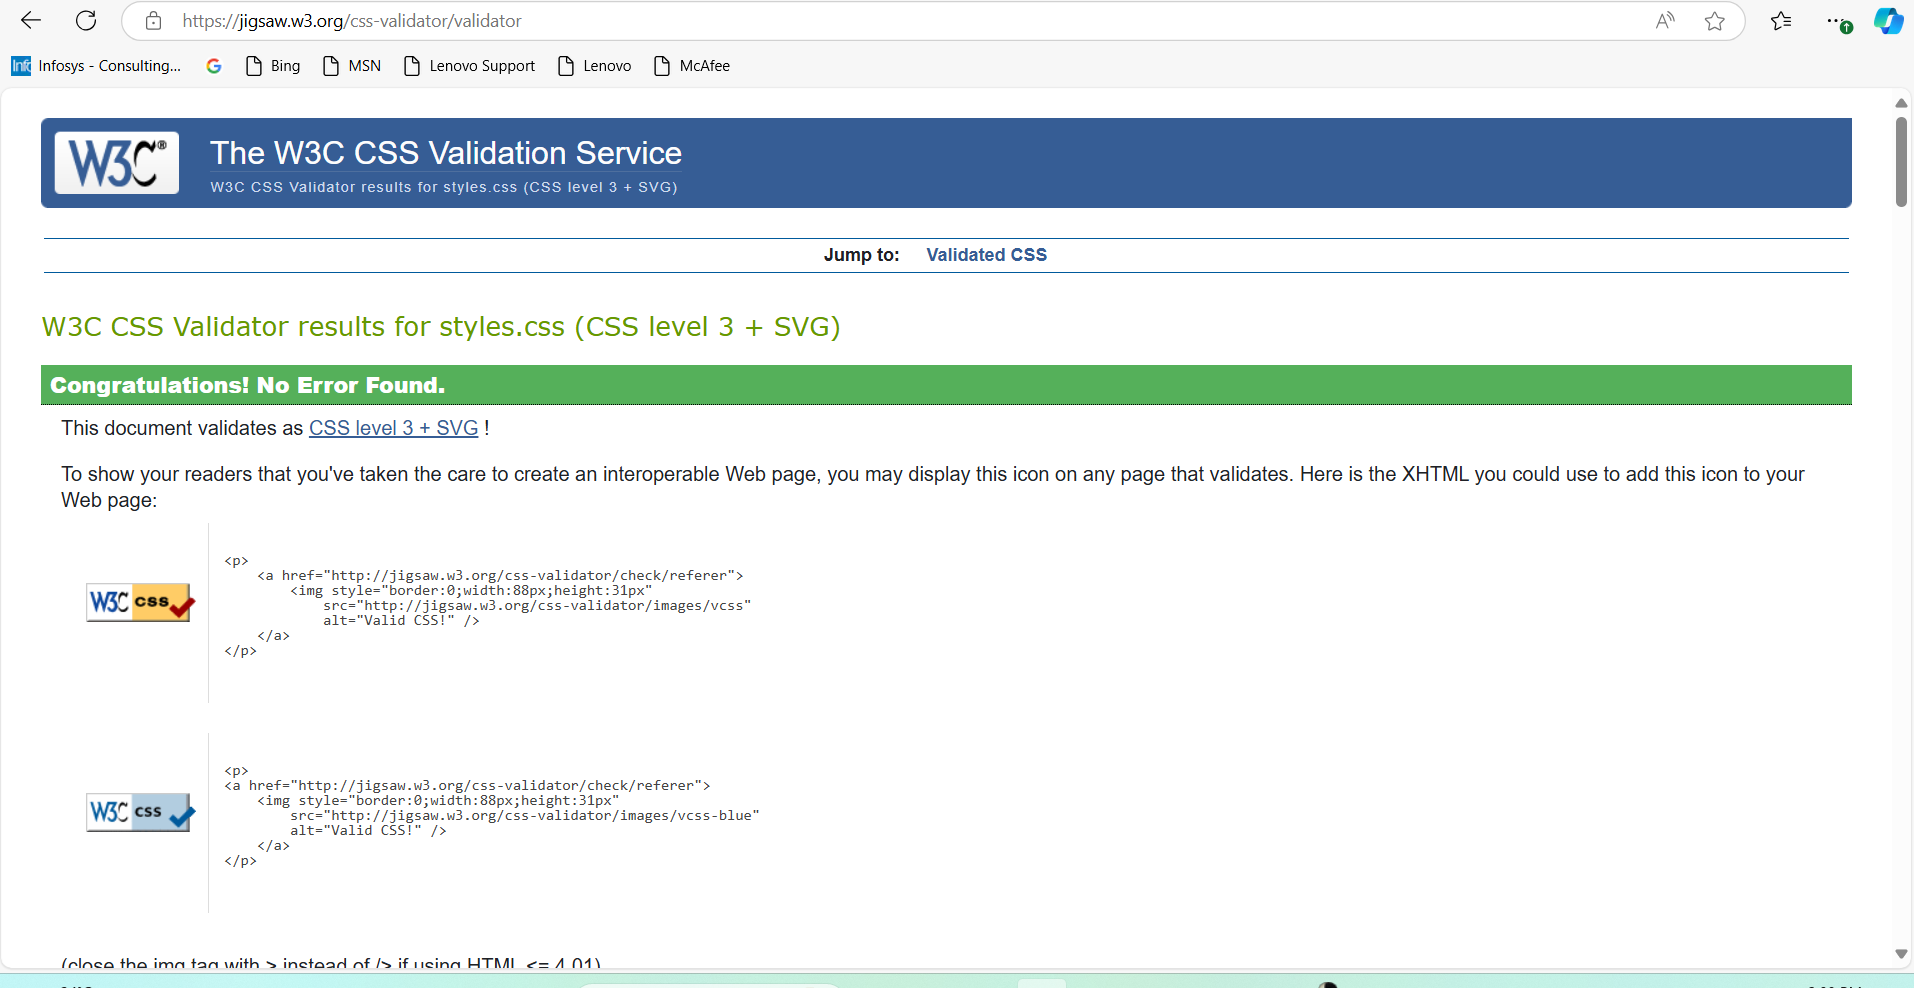 https://jigsaw.w3.org/css-validator/validator
Infosys - Consulting... Bing MSN Lenovo Support Lenovo McAfee
W3C®
The W3C CSS Validation Service
W3C CSS Validator results for styles.css (CSS level 3 + SVG)
Jump to: Validated CSS
W3C CSS Validator results for styles.css (CSS level 3 + SVG)
Congratulations! No Error Found.
This document validates as CSS level 3 + SVG !
To show your readers that you've taken the care to create an interoperable Web page, you may display this icon on any page that validates. Here is the XHTML you could use to add this icon to your
Web page:
W3C css
<p>
<a href="http://jigsaw.w3.org/css-validator/check/referer">
<img style="border:0;width:88px;height:31px"
src="http://jigsaw.w3.org/css-validator/images/vcss"
alt="Valid CSS!" />
</a>
</p>
W3C css
<p>
<a href="http://jigsaw.w3.org/css-validator/check/referer">
<img style="border:0;width:88px;height:31px"
src="http://jigsaw.w3.org/css-validator/images/vcss-blue"
alt="Valid CSS!" />
</a>
</p>
(close the img tag with > instead of /> if using HTML <= 4.01)